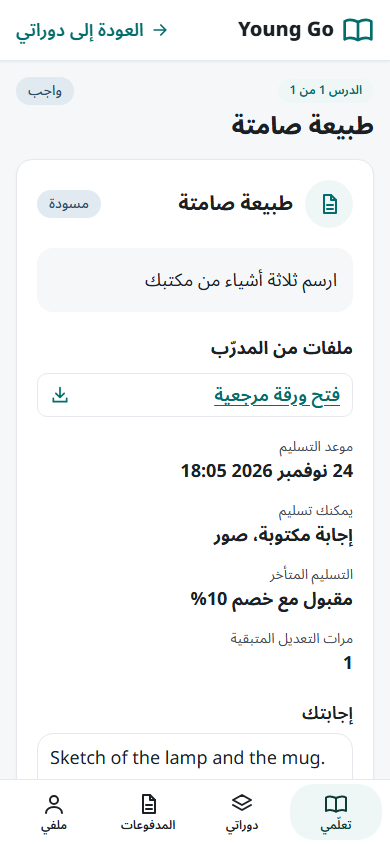 Young Go
العودة إلى دوراتي
الدرس 1 من 1
واجب
طبيعة صامتة
طبيعة صامتة
مسودة
ارسم ثلاثة أشياء من مكتبك
ملفات من المدرّب
فتح ورقة مرجعية
موعد التسليم
24 نوفمبر 2026 18:05
يمكنك تسليم
إجابة مكتوبة، صور
التسليم المتأخر
مقبول مع خصم 10%
مرات التعديل المتبقية
1
إجابتك
Sketch of the lamp and the mug.
تعلّمي
دوراتي
المدفوعات
ملفي